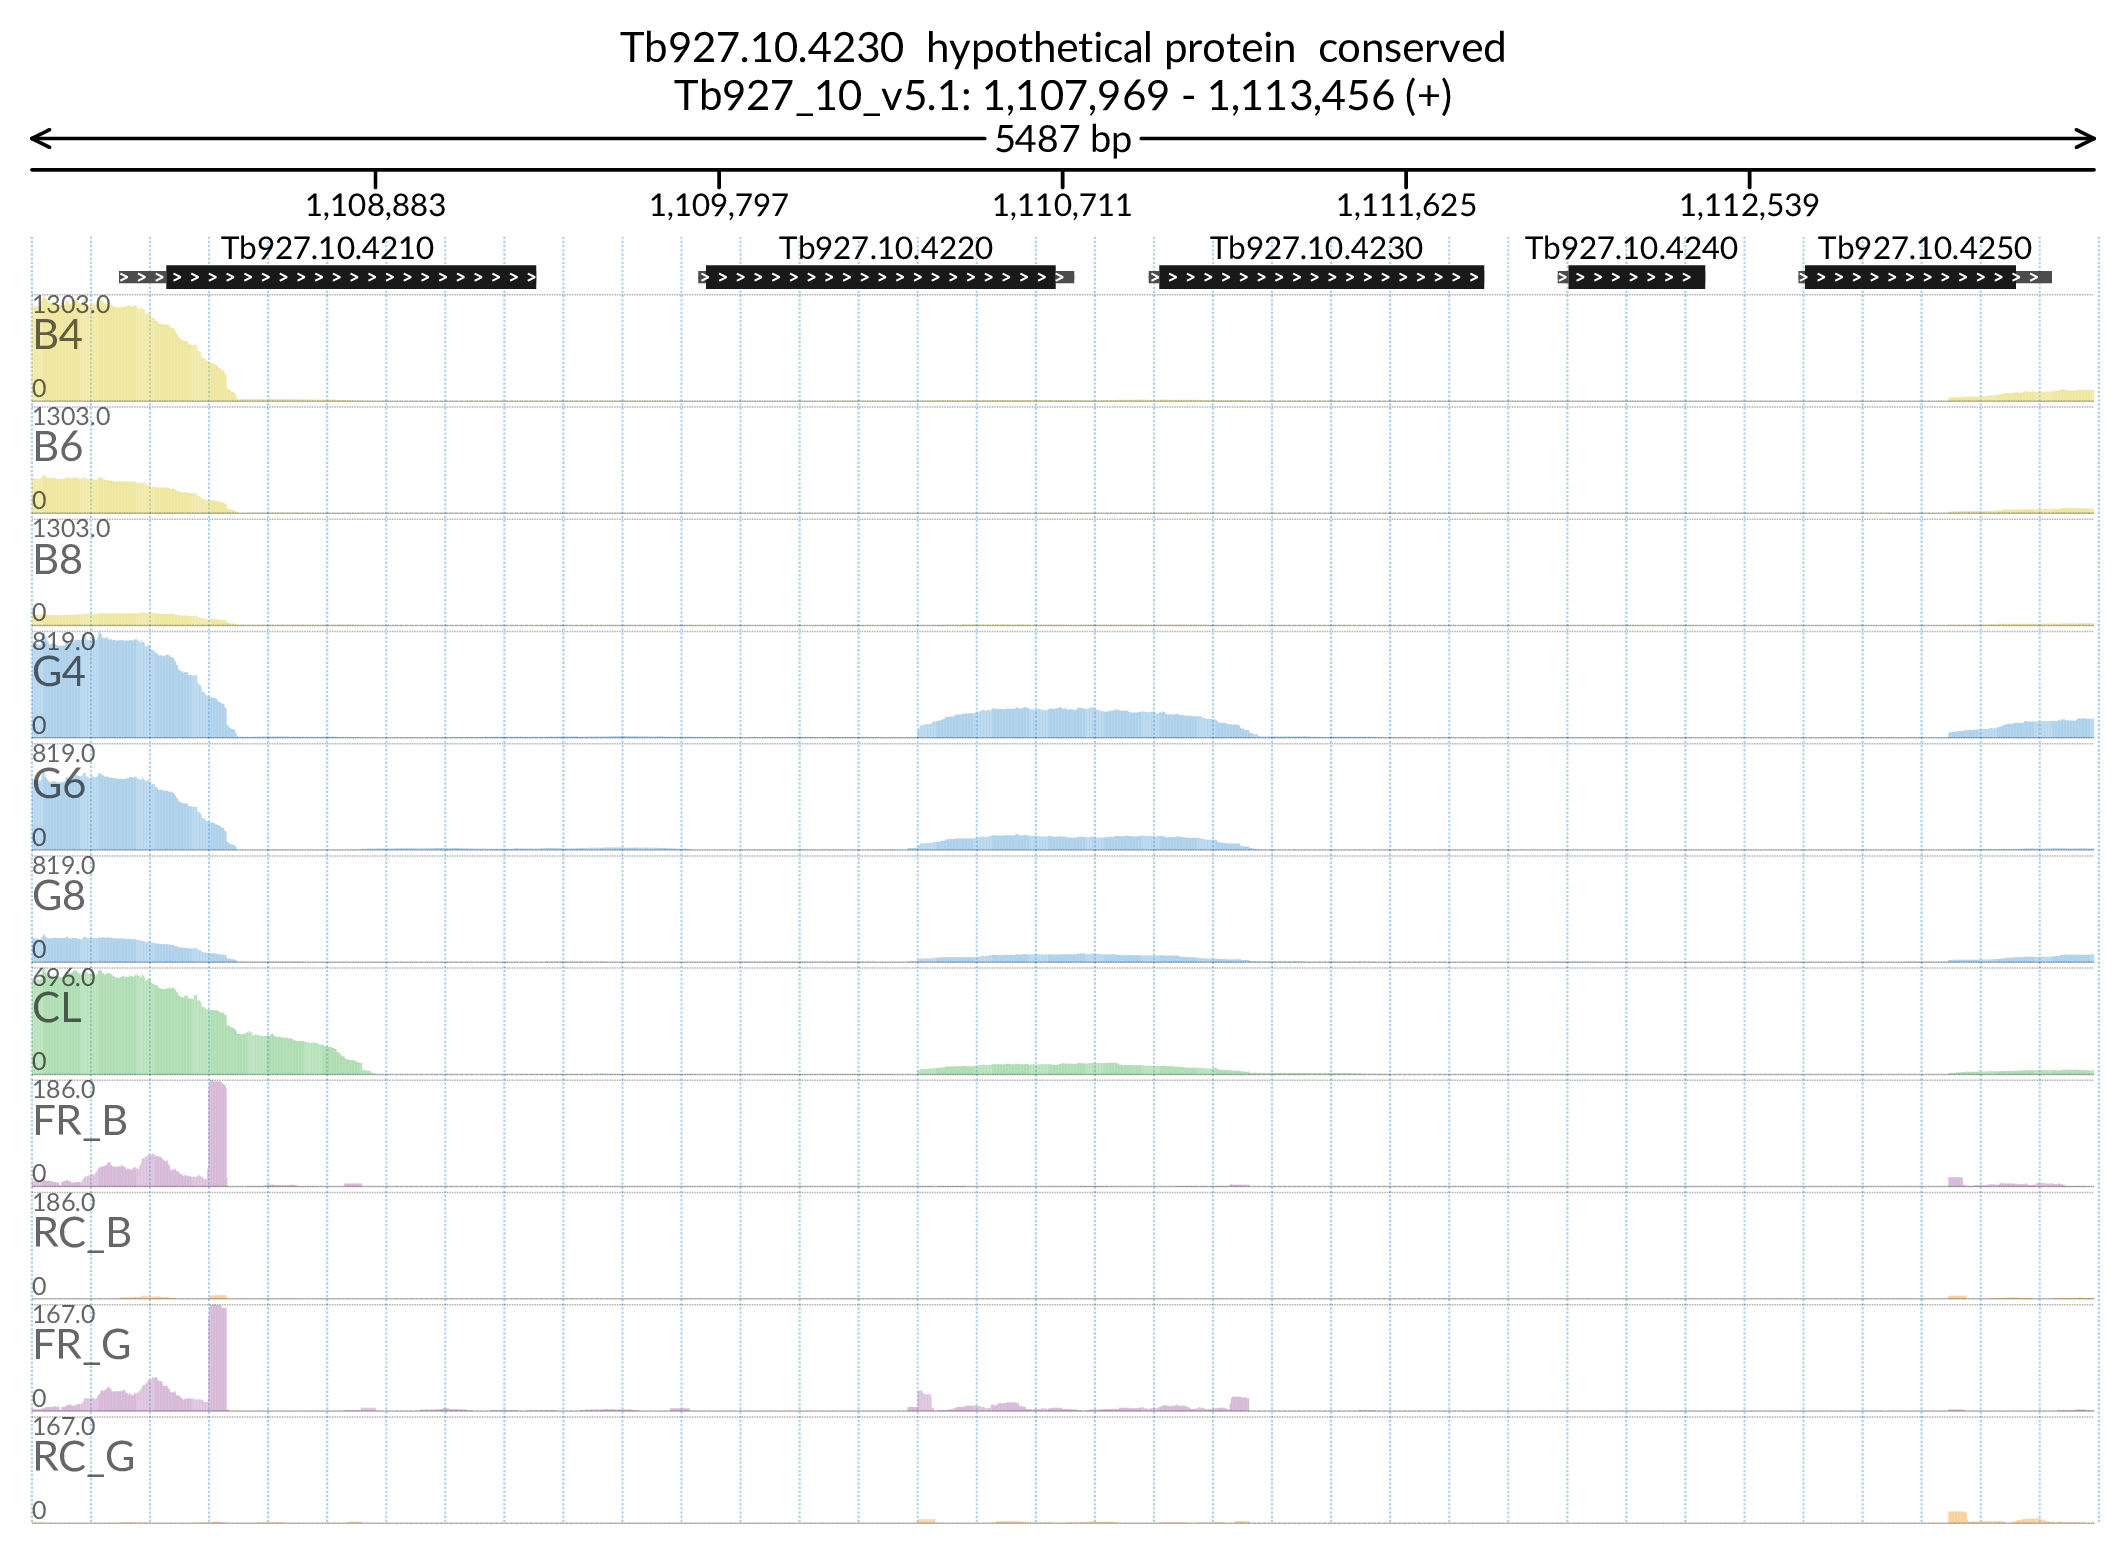 Tb927.10.4230 hypothetical protein conserved
Tb927_10_v5.1: 1,107,969 - 1,113,456 (+)
5487 bp
1,108,883 1,109,797 1,110,711 1,111,625 1,112,539
Tb927.10.4210 Tb927.10.4220 Tb927.10.4230 Tb927.10.4240 Tb927.10.4250
1303.0
B4
0
1303.0
B6
0
1303.0
B8
0
819.0
G4
0
819.0
G6
0
819.0
G8
0
696.0
CL
0
186.0
FR_B
0
186.0
RC_B
0
167.0
FR_G
0
167.0
RC_G
0